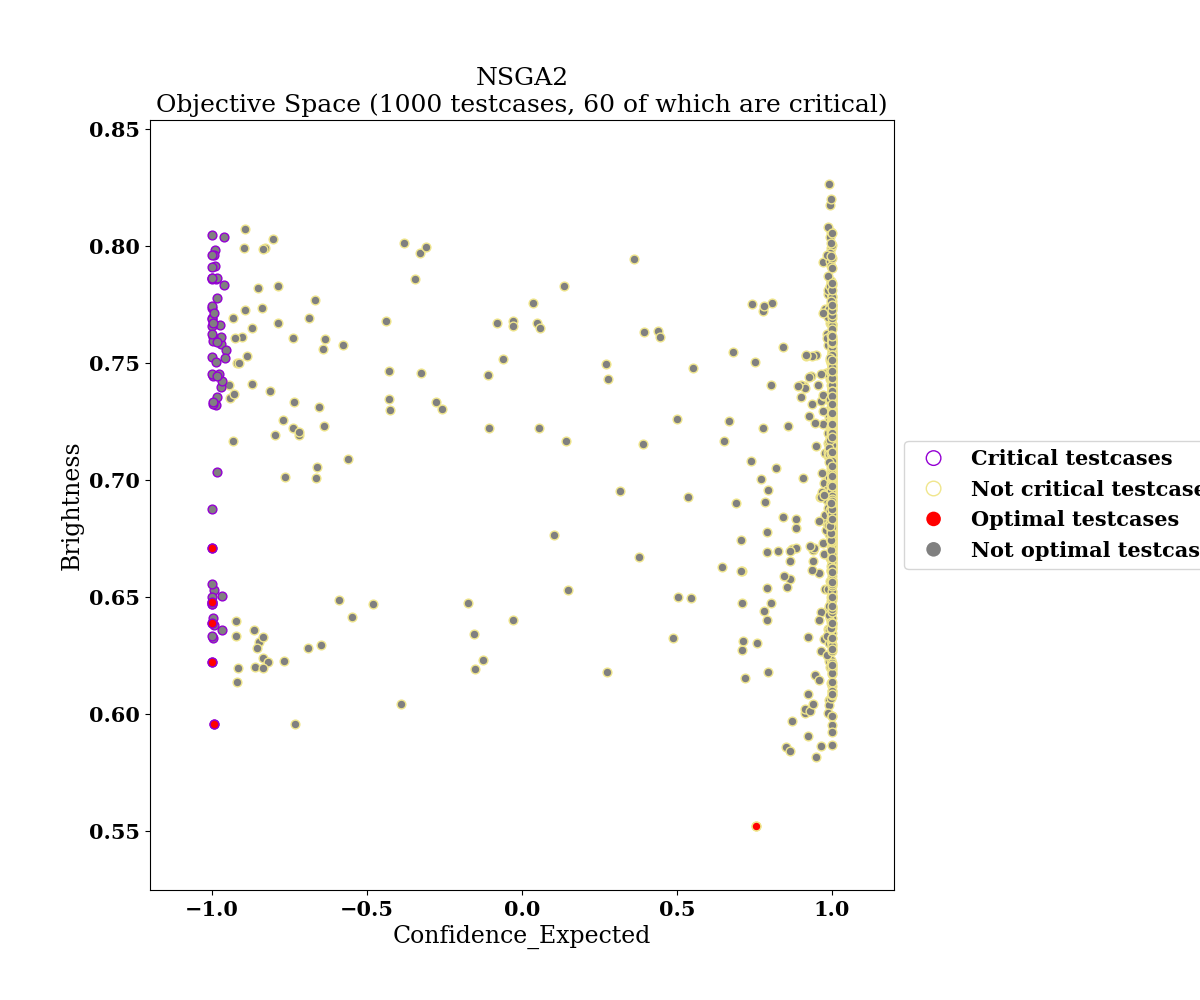 NSGA2
Objective Space (1000 testcases, 60 of which are critical)
0.85
0.80
0.75
0.70
0.65
0.60
0.55
Brightness
−1.0
−0.5
0.0
0.5
1.0
Confidence_Expected
Critical testcases
Not critical testcase
Optimal testcases
Not optimal testcas